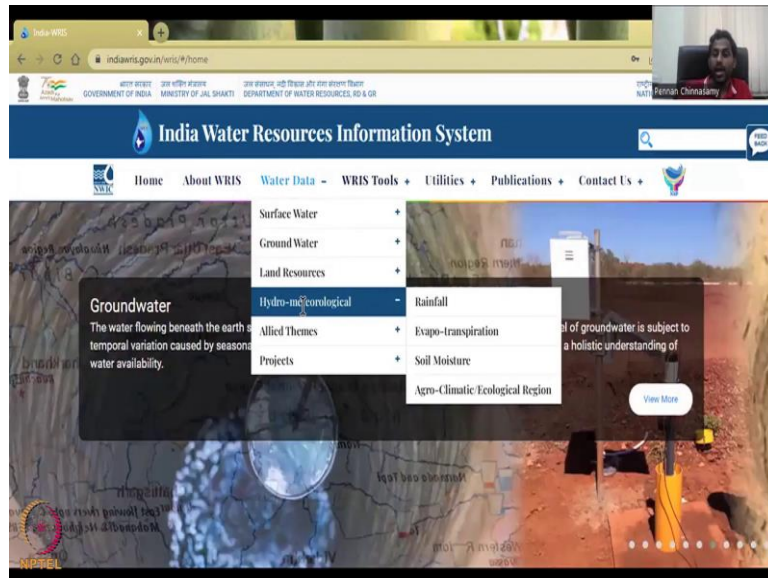 India-WRIS
indiawris.gov.in/wris/#/home
Pennan Chinnasamy
GOVERNMENT OF INDIA MINISTRY OF JAL SHAKTI DEPARTMENT OF WATER RESOURCES, RD & GR
India Water Resources Information System
FEED BACK
NWIC
Home About WRIS Water Data - WRIS Tools + Utilities + Publications + Contact Us +
Surface Water +
Ground Water +
Land Resources +
Hydro-meteorological - Rainfall
Allied Themes + Evapo-transpiration
Projects + Soil Moisture
Agro-Climatic/Ecological Region
Groundwater
The water flowing beneath the earth s
el of groundwater is subject to
temporal variation caused by seasona
a holistic understanding of
water availability.
View More
NPTEL